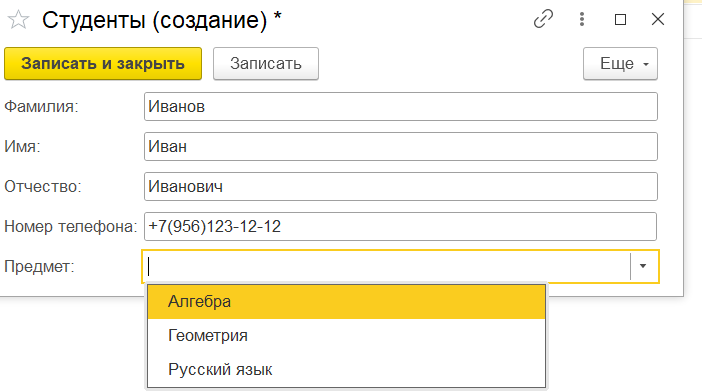 Студенты (создание) *
Записать и закрыть Записать Еще
Фамилия: Иванов
Имя: Иван
Отчество: Иванович
Номер телефона: +7(956)123-12-12
Предмет:
Алгебра
Геометрия
Русский язык